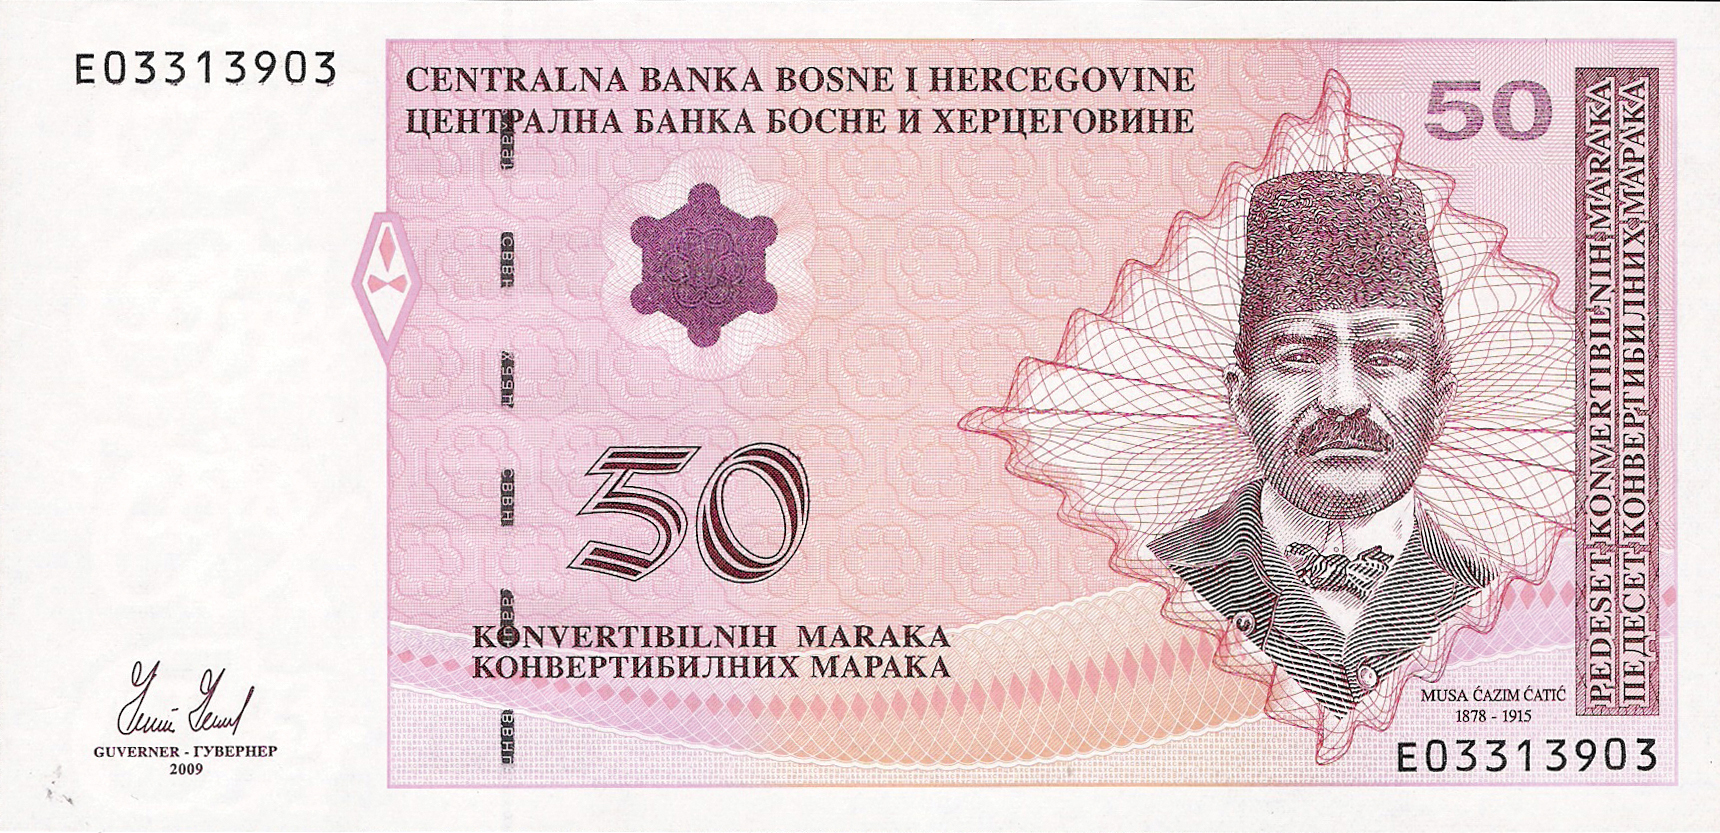 E03313903
CENTRALNA BANKA BOSNE I HERCEGOVINE
ЦЕНТРАЛНА БАНКА БОСНЕ И ХЕРЦЕГОВИНЕ
50
50
KONVERTIBILNIH MARAKA
КОНВЕРТИБИЛНИХ МАРАКА
PEDESET KONVERTIBILNIH MARAKA
ПЕДЕСЕТ КОНВЕРТИБИЛНИХ МАРАКА
MUSA ĆAZIM ĆATIĆ
1878 - 1915
GUVERNER - ГУВЕРНЕР
2009
E03313903